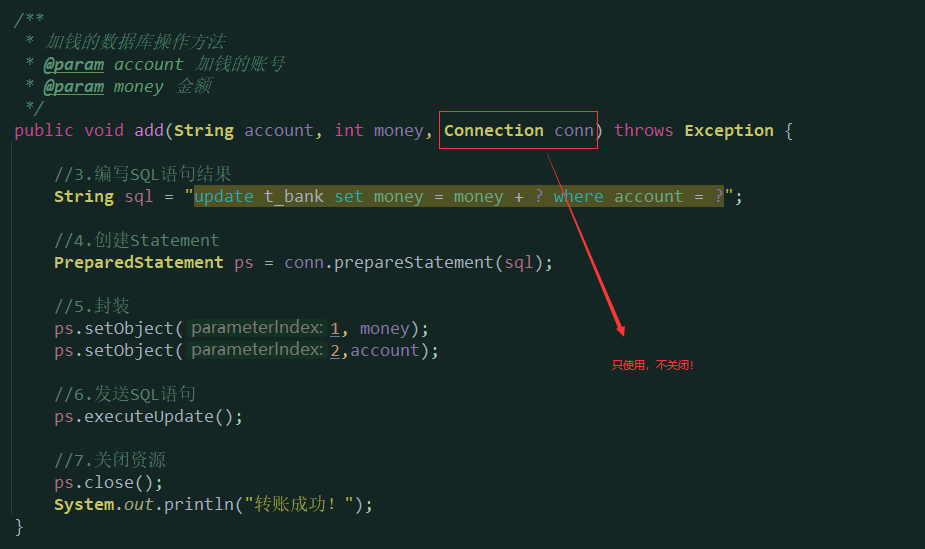 /**
 * 加钱的数据库操作方法
 * @param account 加钱的账号
 * @param money 金额
 */
public void add(String account, int money, Connection conn) throws Exception {
//3.编写SQL语句结果
String sql = "update t_bank set money = money + ? where account = ?";
//4.创建Statement
PreparedStatement ps = conn.prepareStatement(sql);
//5.封装
ps.setObject( parameterIndex: 1, money);
ps.setObject( parameterIndex: 2,account);
只使用，不关闭！
//6.发送SQL语句
ps.executeUpdate();
//7.关闭资源
ps.close();
System.out.println("转账成功！");
}